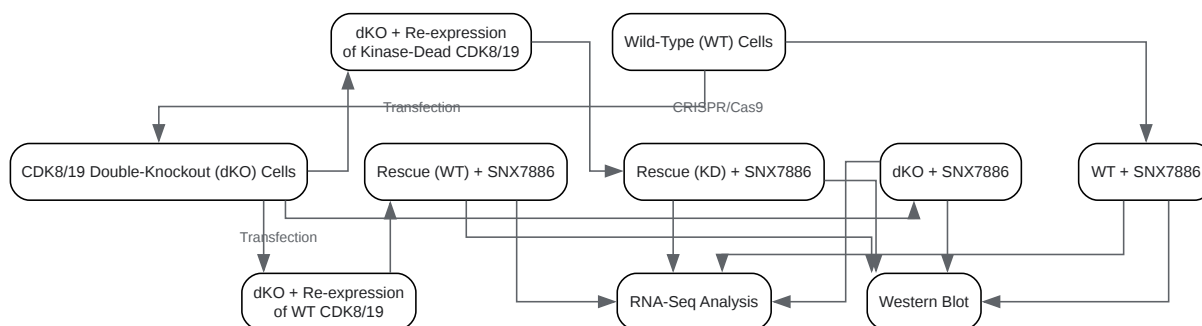 dKO + Re-expression
of Kinase-Dead CDK8/19
Wild-Type (WT) Cells
Transfection
CRISPR/Cas9
CDK8/19 Double-Knockout (dKO) Cells
Rescue (WT) + SNX7886
Rescue (KD) + SNX7886
dKO + SNX7886
WT + SNX7886
Transfection
dKO + Re-expression
of WT CDK8/19
RNA-Seq Analysis
Western Blot